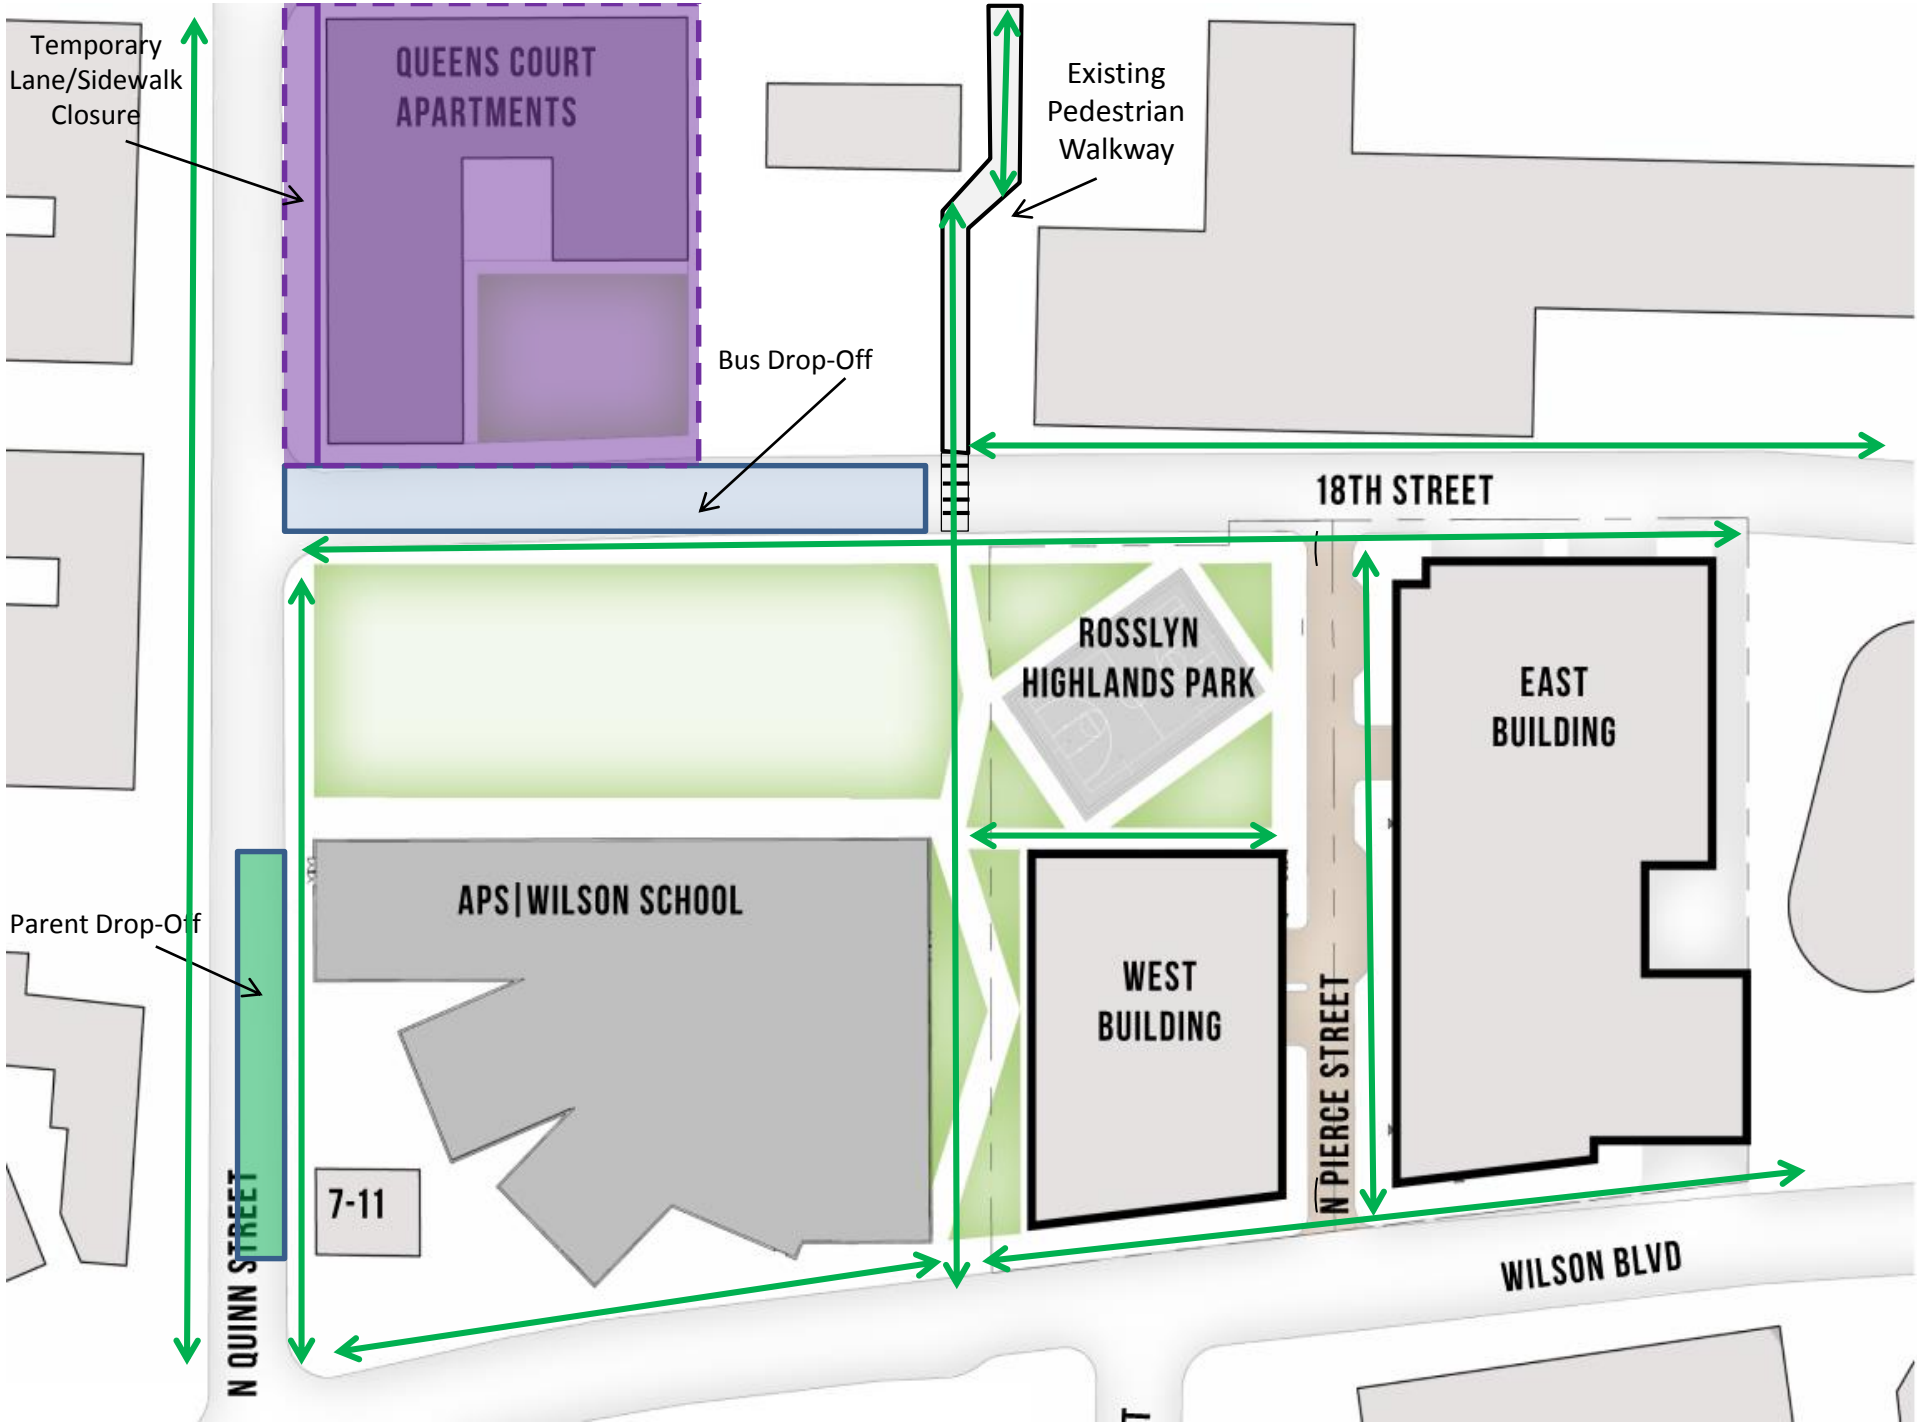 Temporary
Lane/Sidewalk
Closure
QUEENS COURT
APARTMENTS
Existing
Pedestrian
Walkway
Bus Drop-Off
18TH STREET
ROSSLYN
HIGHLANDS PARK
EAST
BUILDING
APS|WILSON SCHOOL
Parent Drop-Off
WEST
BUILDING
N PIERCE STREET
7-11
N QUINN STREET
WILSON BLVD
T